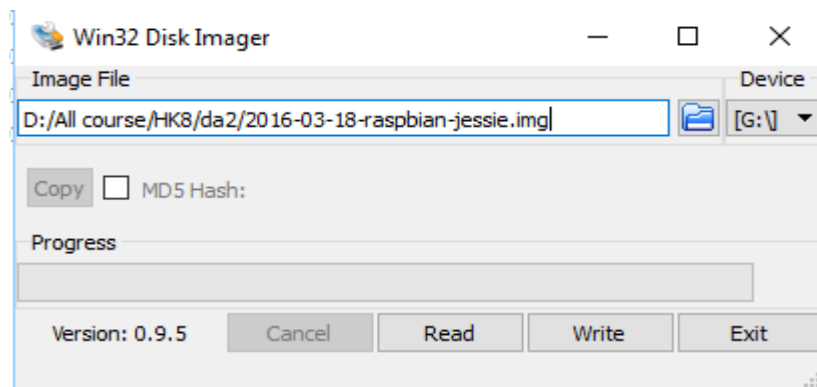 Win32 Disk Imager
Image File Device
D:/All course/HK8/da2/2016-03-18-raspbian-jessie.img [G:\]
Copy MD5 Hash:
Progress
Version: 0.9.5 Cancel Read Write Exit